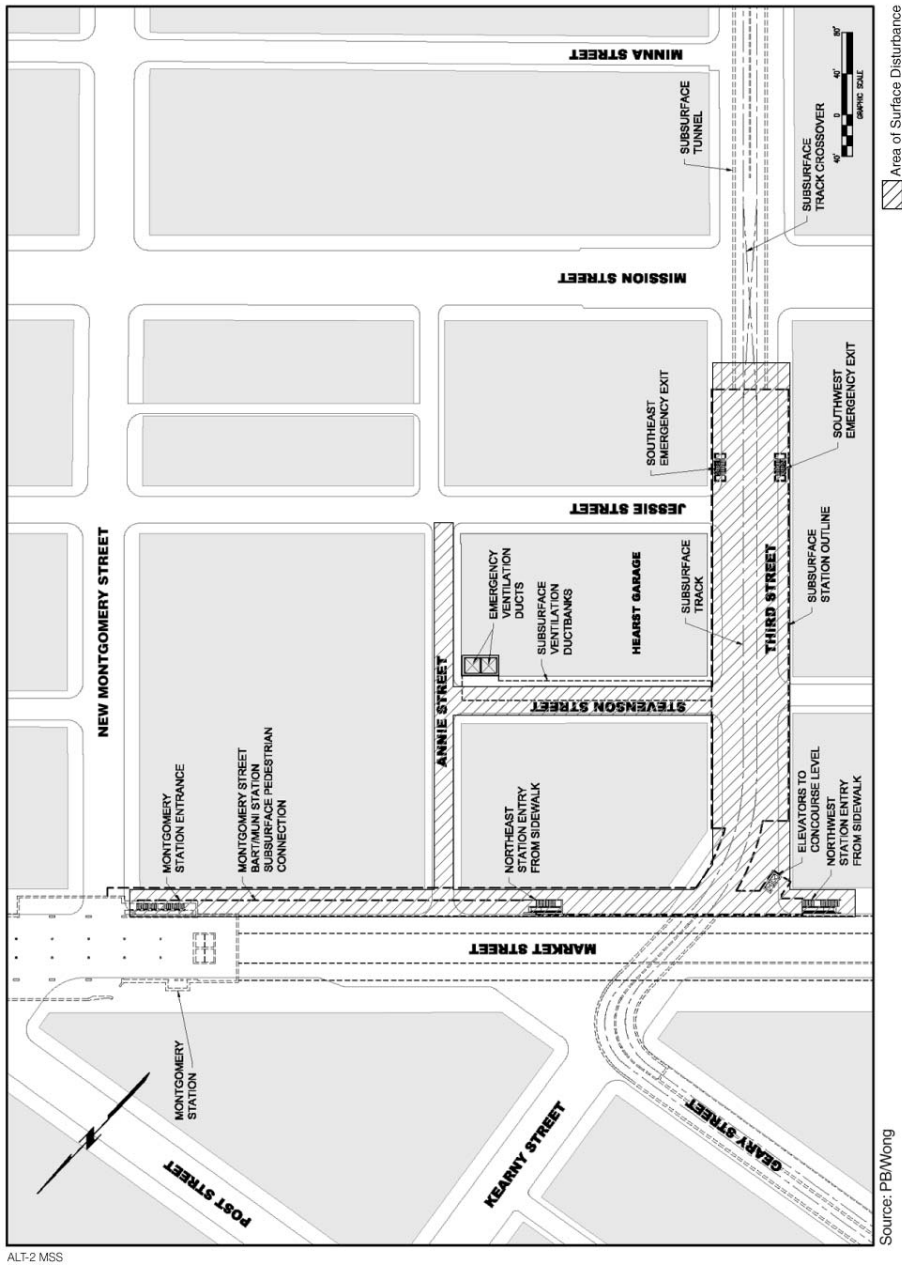 MINNA STREET
80'
40'
0
40'
GRAPHIC SCALE
Area of Surface Disturbance
SUBSURFACE
TUNNEL
SUBSURFACE
TRACK CROSSOVER
MISSION STREET
SOUTHEAST
EMERGENCY EXIT
SOUTHWEST
EMERGENCY EXIT
JESSIE STREET
NEW MONTGOMERY STREET
EMERGENCY
VENTILATION
DUCTS
SUBSURFACE
VENTILATION
DUCTBANKS
HEARST GARAGE
SUBSURFACE
TRACK
THIRD STREET
SUBSURFACE
STATION OUTLINE
ANNIE STREET
STEVENSON STREET
MONTGOMERY
STATION ENTRANCE
MONTGOMERY STREET
BART/MUNI STATION
SUBSURFACE PEDESTRIAN
CONNECTION
NORTHEAST
STATION ENTRY
FROM SIDEWALK
ELEVATORS TO
CONCOURSE LEVEL
NORTHWEST
STATION ENTRY
FROM SIDEWALK
MARKET STREET
MONTGOMERY
STATION
N
POST STREET
KEARNY STREET
GEARY STREET
Source: PB/Wong
ALT-2 MSS